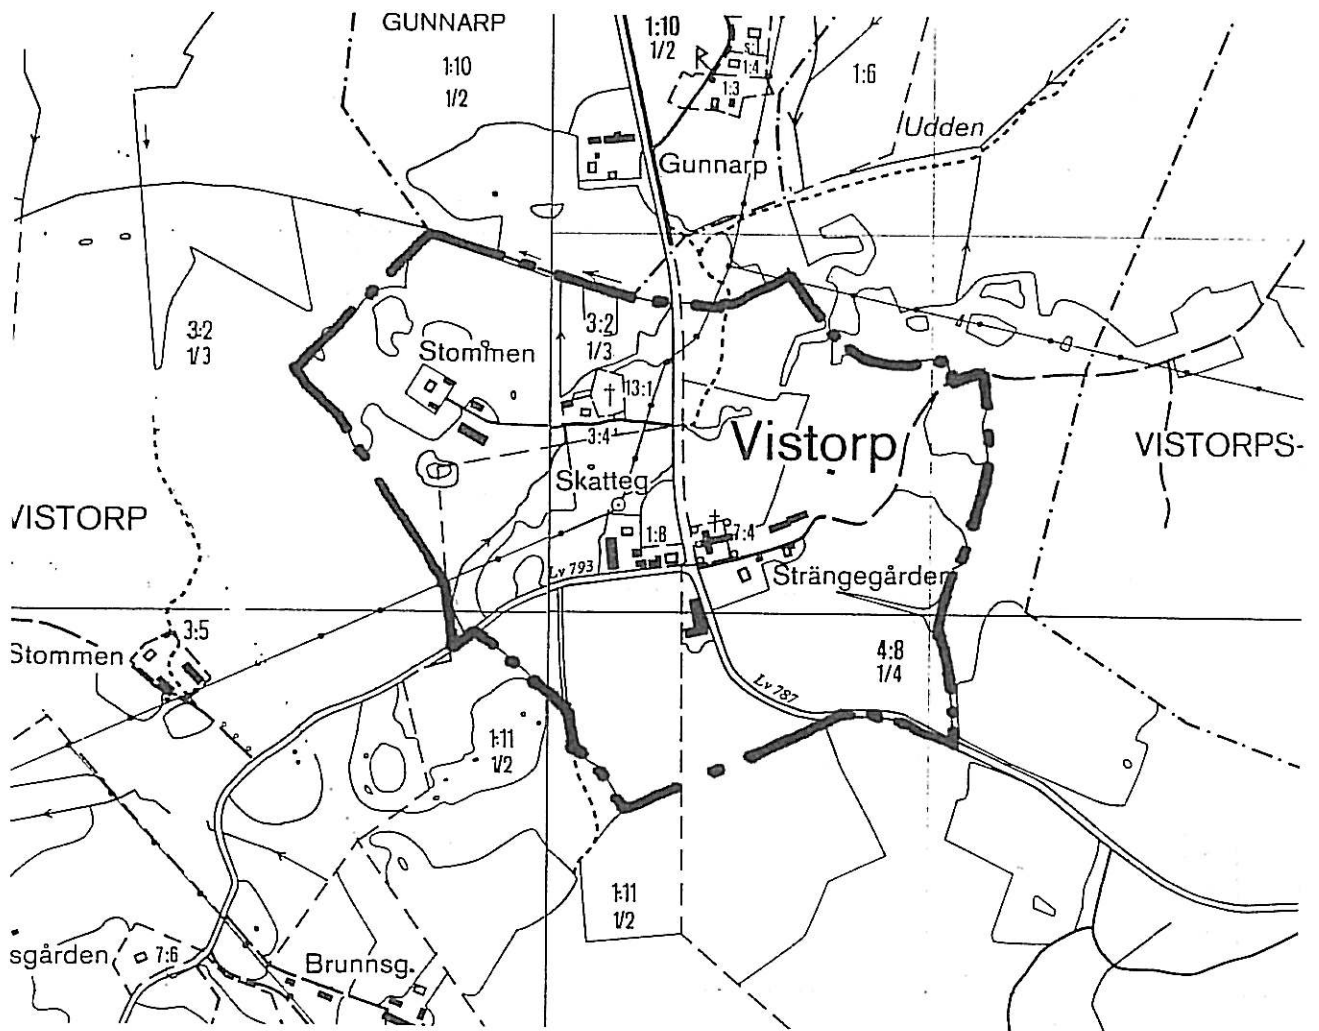 GUNNARP
1:10
1/2
1:10
1/2
s:1
1:4
1:3
R
1:6
Udden
Gunnarp
3:2
1/3
3:2
1/3
Stommen
13:1
3:4
Vistorp
VISTORPS-
Skatteg
VISTORP
1:8
7:4
Lv 793
Strängegården
3:5
Stommen
4:8
1/4
Lv 787
1:11
1/2
1:11
1/2
sgården
7:6
Brunnsg.